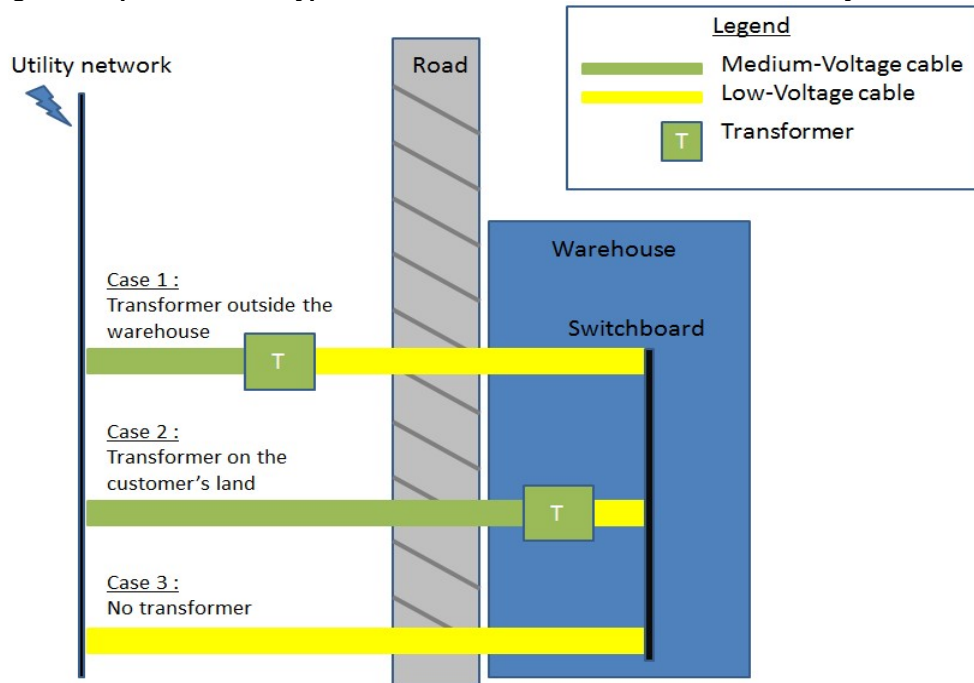 Legend
Medium-Voltage cable
Low-Voltage cable
T
Transformer
Utility network
Road
Warehouse
Switchboard
Case 1 :
Transformer outside the
warehouse
T
Case 2 :
Transformer on the
customer's land
T
Case 3 :
No transformer